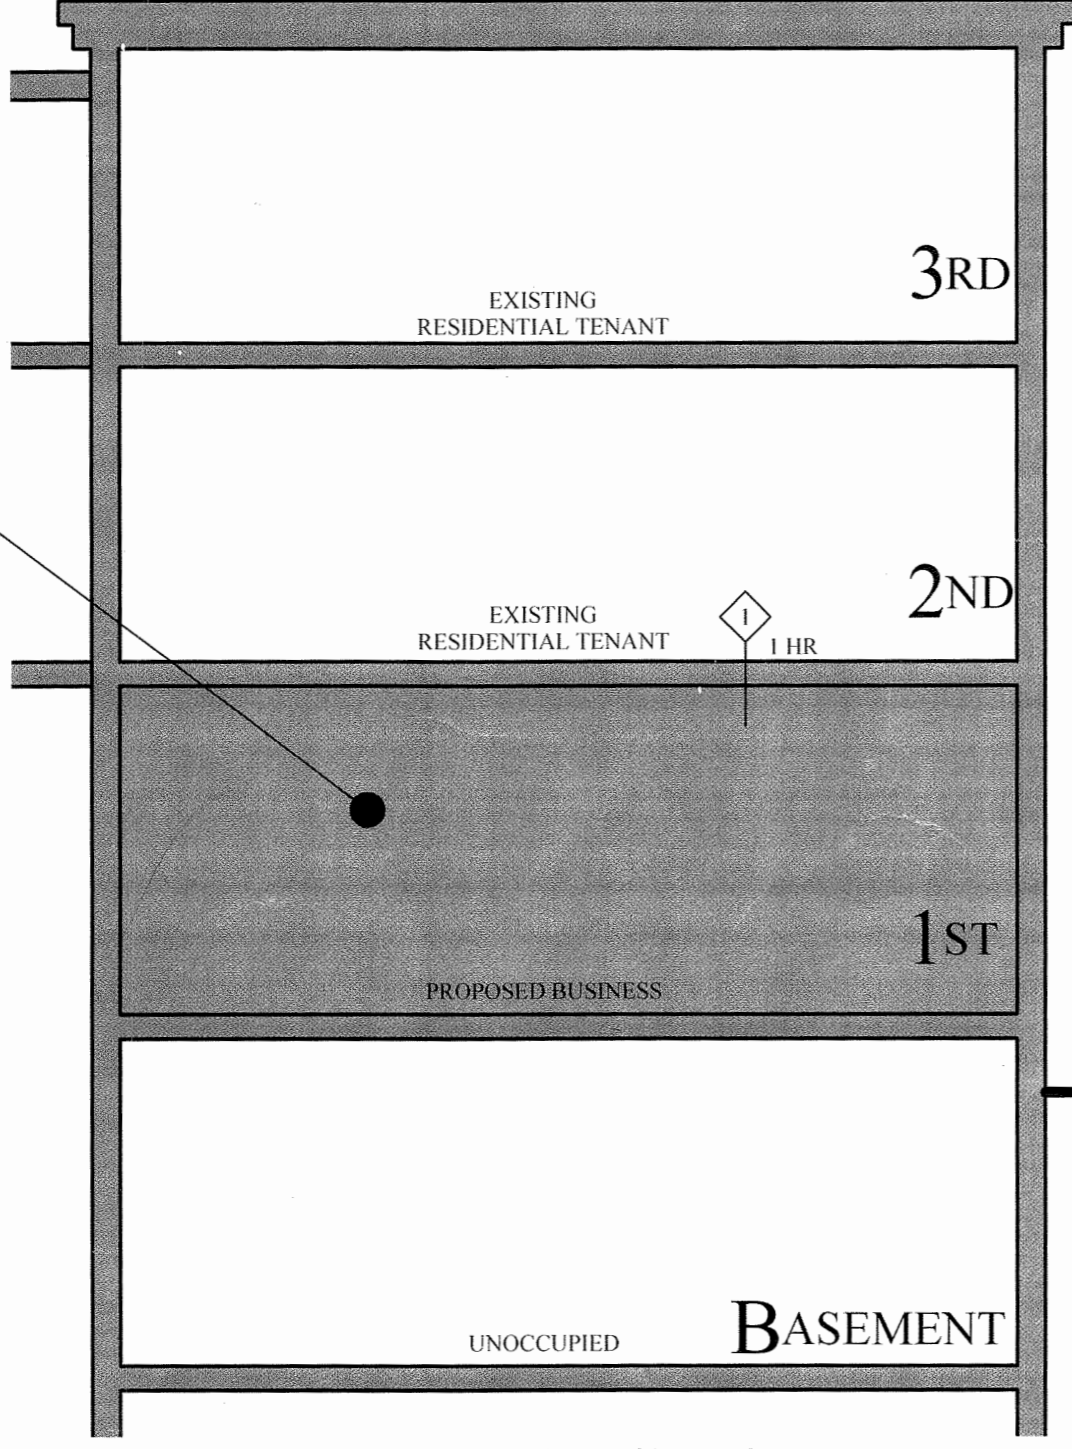 3RD
EXISTING
RESIDENTIAL TENANT
2ND
EXISTING
RESIDENTIAL TENANT
1
1 HR
1ST
PROPOSED BUSINESS
BASEMENT
UNOCCUPIED